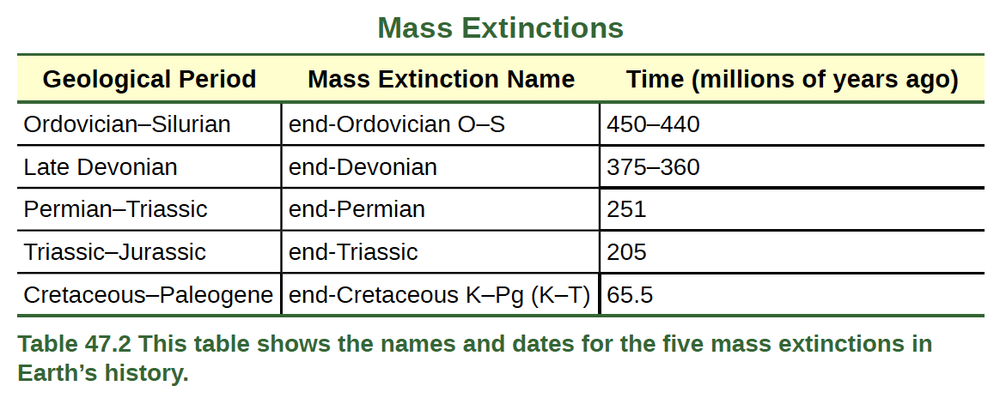 Mass Extinctions
Geological Period Mass Extinction Name Time (millions of years ago)
Ordovician–Silurian end-Ordovician O–S 450–440
Late Devonian end-Devonian 375–360
Permian–Triassic end-Permian 251
Triassic–Jurassic end-Triassic 205
Cretaceous–Paleogene end-Cretaceous K–Pg (K–T) 65.5
Table 47.2 This table shows the names and dates for the five mass extinctions in
Earth’s history.